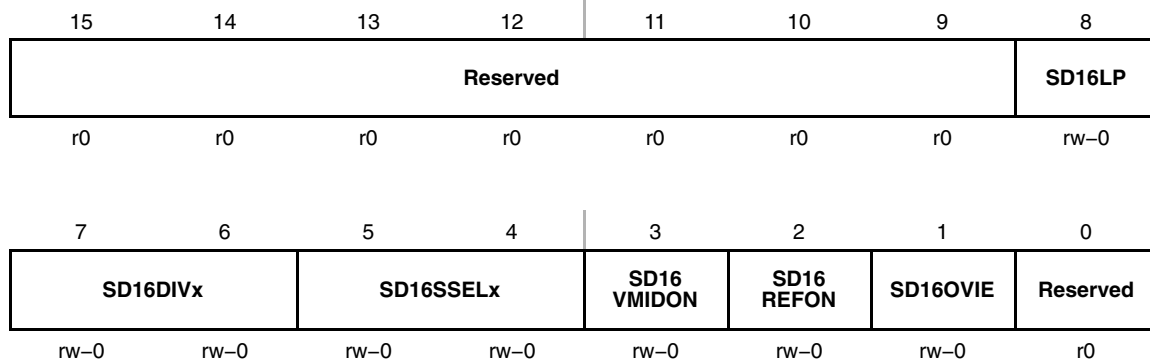 15 14 13 12 11 10 9 8
Reserved SD16LP
r0 r0 r0 r0 r0 r0 r0 rw−0
7 6 5 4 3 2 1 0
SD16DIVx SD16SSELx SD16 VMIDON SD16 REFON SD16OVIE Reserved
rw−0 rw−0 rw−0 rw−0 rw−0 rw−0 rw−0 r0